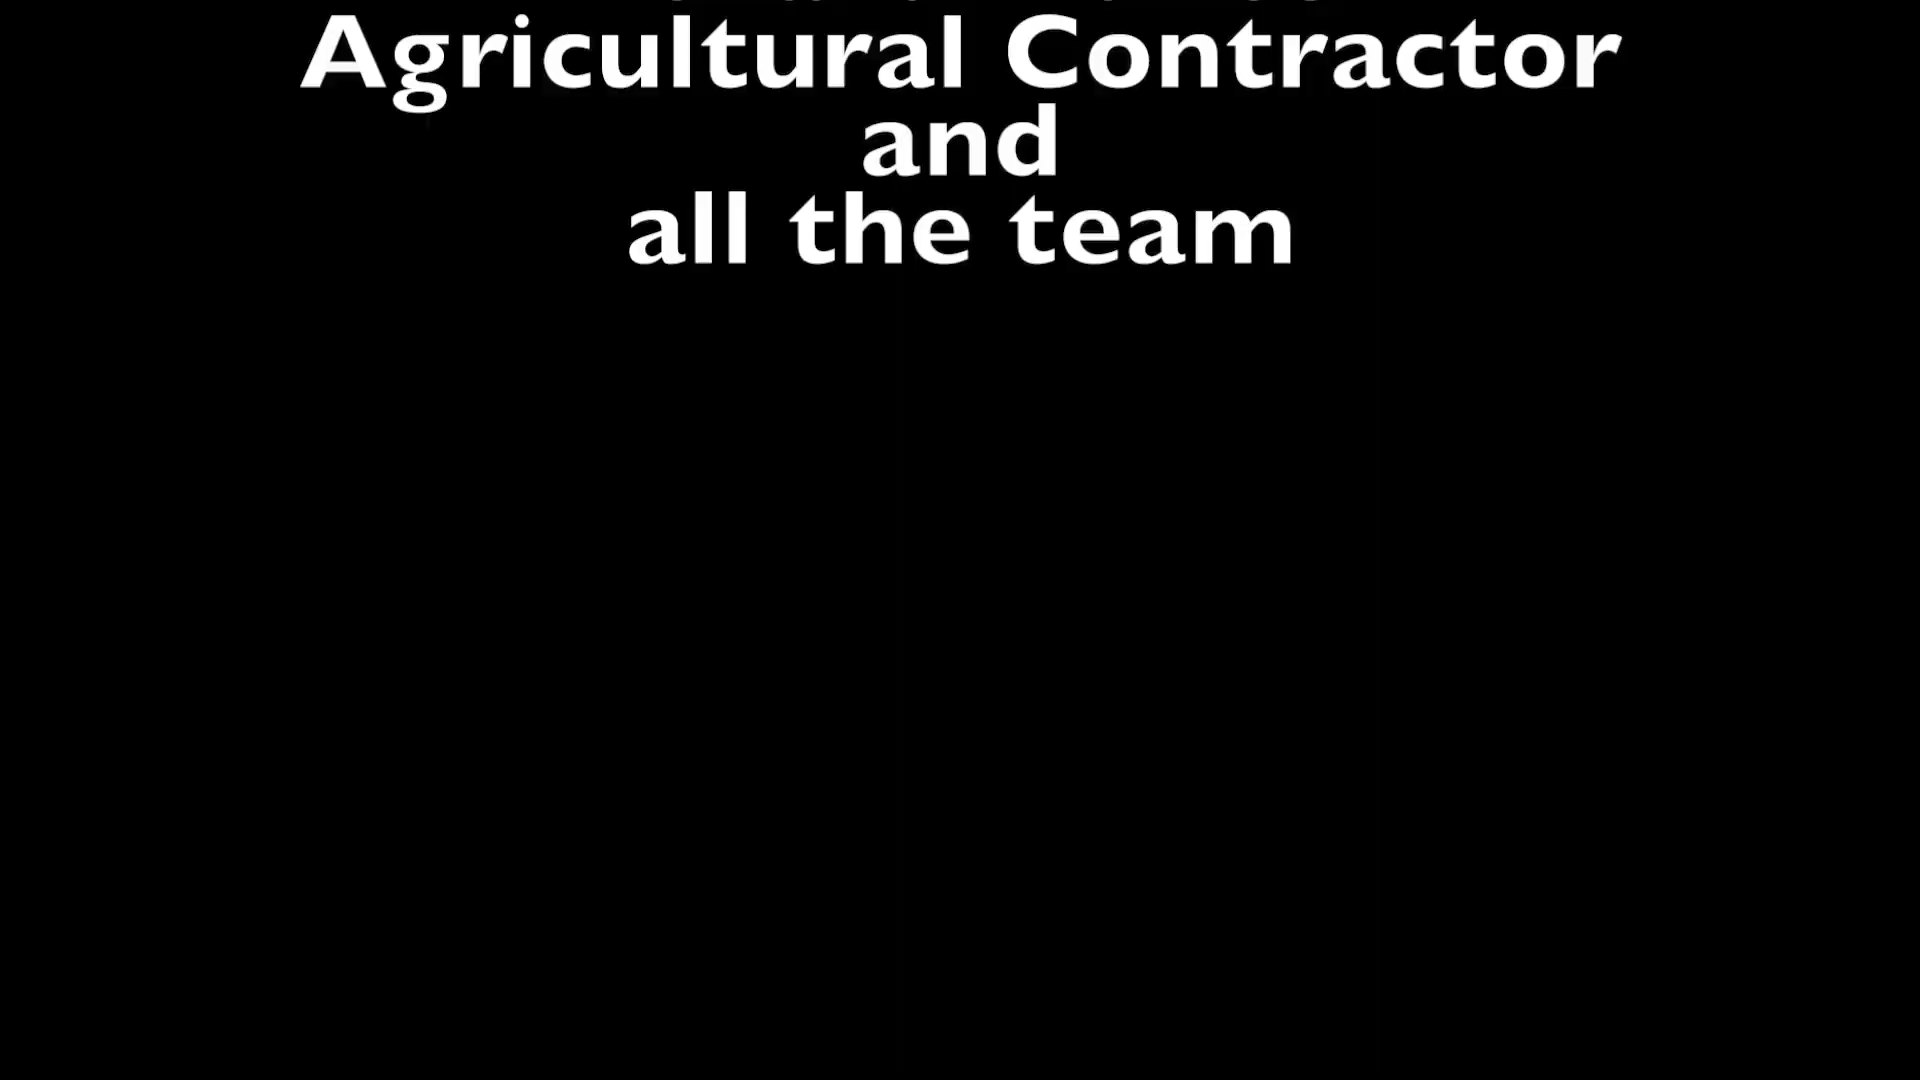 Agricultural Contractor
and
all the team